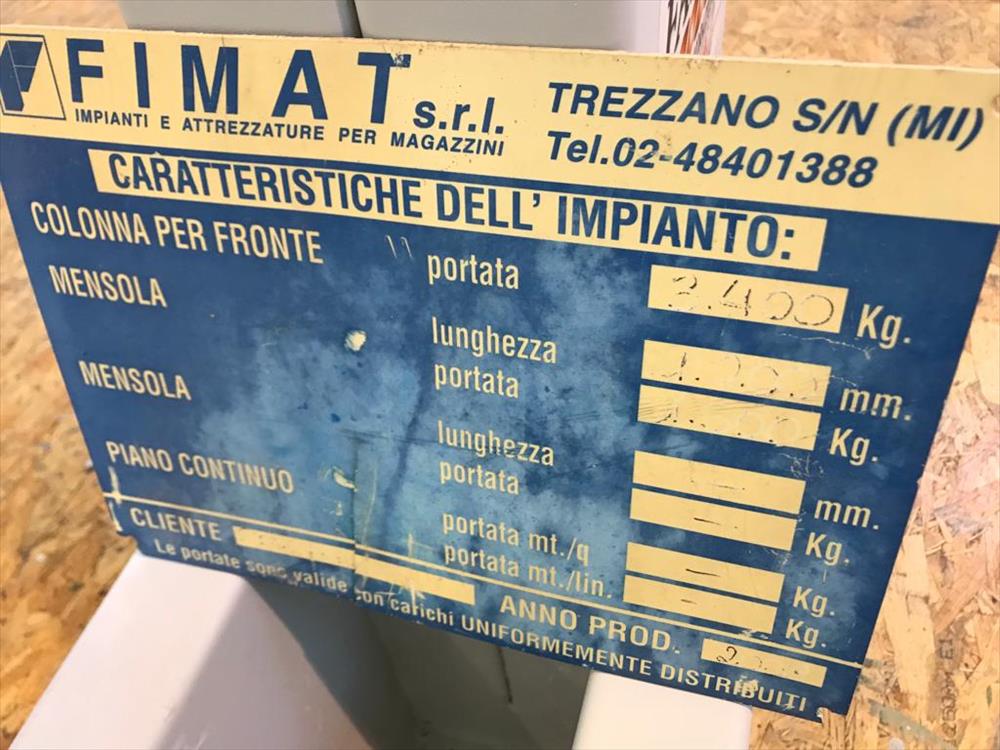 FIMAT s.r.l.
IMPIANTI E ATTREZZATURE PER MAGAZZINI
TREZZANO S/N (MI)
Tel.02-48401388
CARATTERISTICHE DELL' IMPIANTO:
COLONNA PER FRONTE portata 2.400 Kg.
MENSOLA lunghezza mm.
portata Kg.
MENSOLA lunghezza - mm.
portata - Kg.
PIANO CONTINUO portata mt./q - Kg.
portata mt./lin. - Kg.
CLIENTE
ANNO PROD.
Le portate sono valide con carichi UNIFORMEMENTE DISTRIBUITI